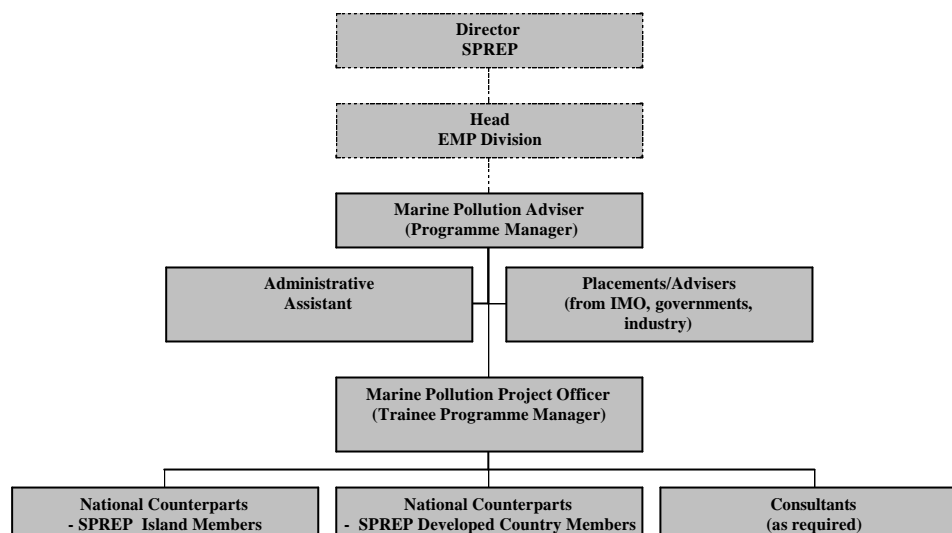 Director
SPREP
Head
EMP Division
Marine Pollution Adviser
(Programme Manager)
Administrative
Assistant
Placements/Advisers
(from IMO, governments,
industry)
Marine Pollution Project Officer
(Trainee Programme Manager)
National Counterparts
- SPREP Island Members
National Counterparts
- SPREP Developed Country Members
Consultants
(as required)